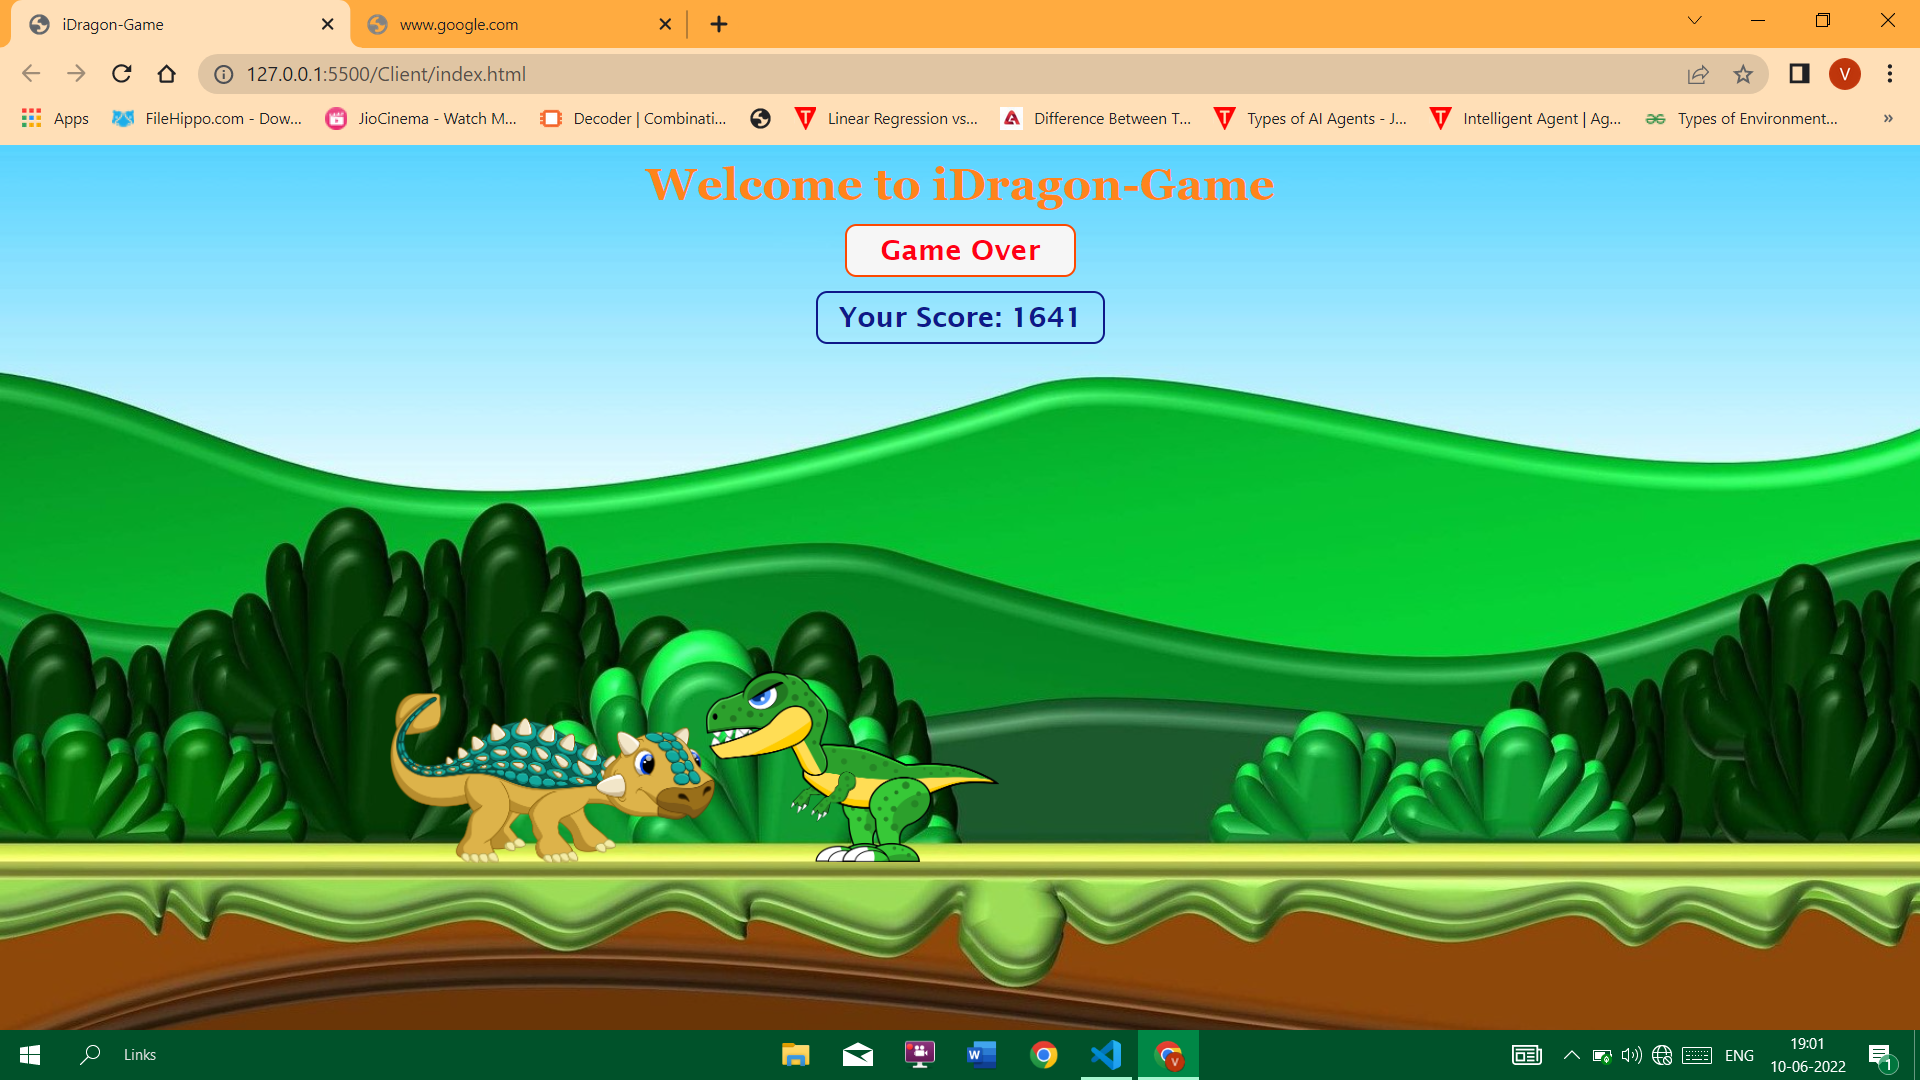 iDragon-Game
www.google.com
127.0.0.1:5500/Client/index.html
V
Apps
FileHippo.com - Dow...
JioCinema - Watch M...
Decoder | Combinati...
T
Linear Regression vs...
Difference Between T...
T
Types of AI Agents - J...
T
Intelligent Agent | Ag...
Types of Environment...
»
Welcome to iDragon-Game
Game Over
Your Score: 1641
Links
W
V
ENG
19:01
10-06-2022
1